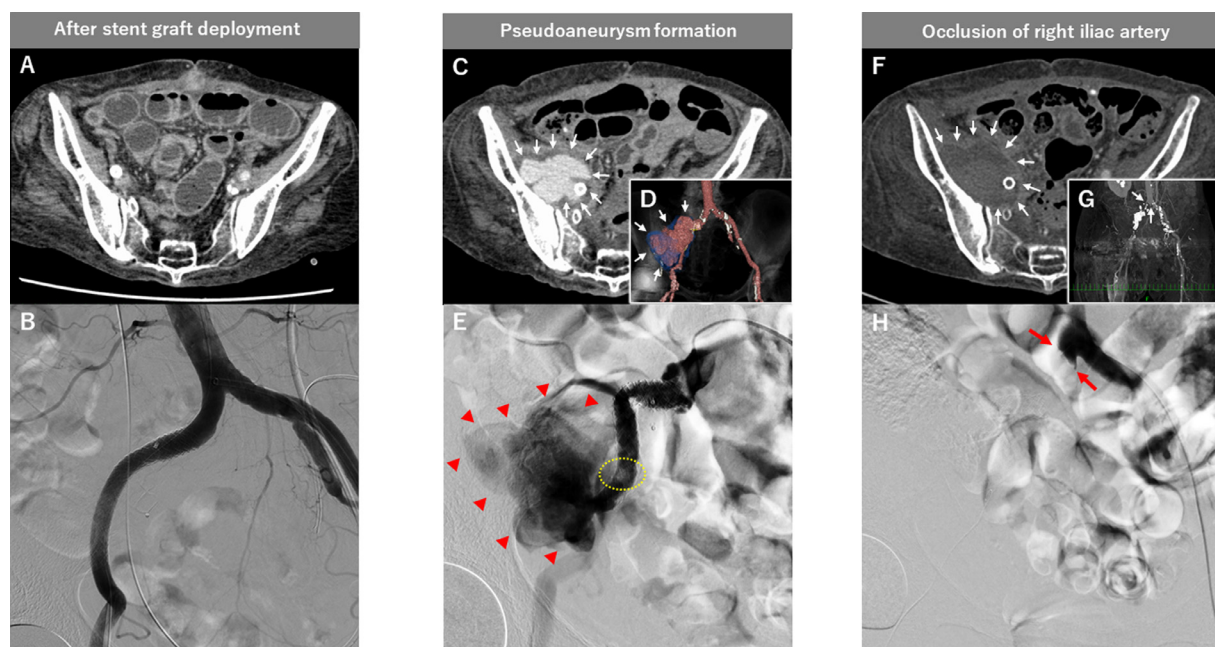 After stent graft deployment
Pseudoaneurysm formation
Occlusion of right iliac artery
A
C
F
D
G
B
E
H